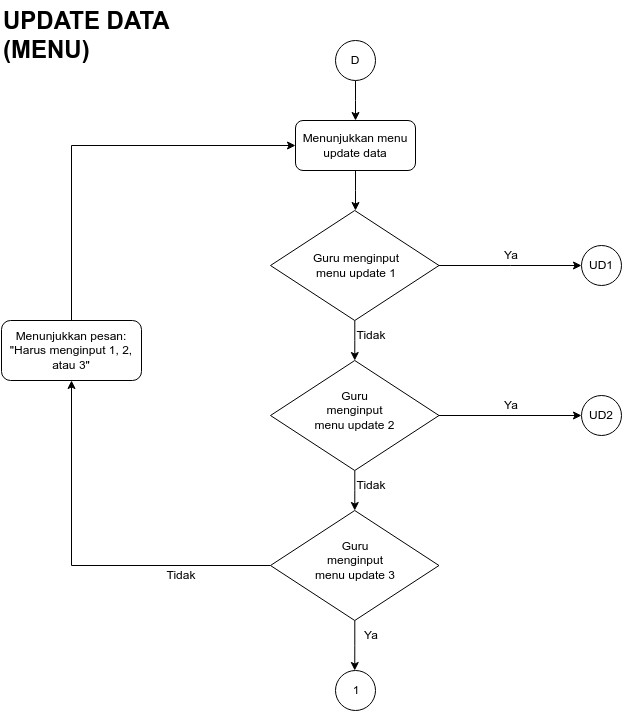 UPDATE DATA
(MENU)
D
Menunjukkan menu
update data
Guru menginput
menu update 1
Ya
UD1
Tidak
Menunjukkan pesan:
"Harus menginput 1, 2,
atau 3"
Guru
menginput
menu update 2
Ya
UD2
Tidak
Guru
menginput
menu update 3
Tidak
Ya
1